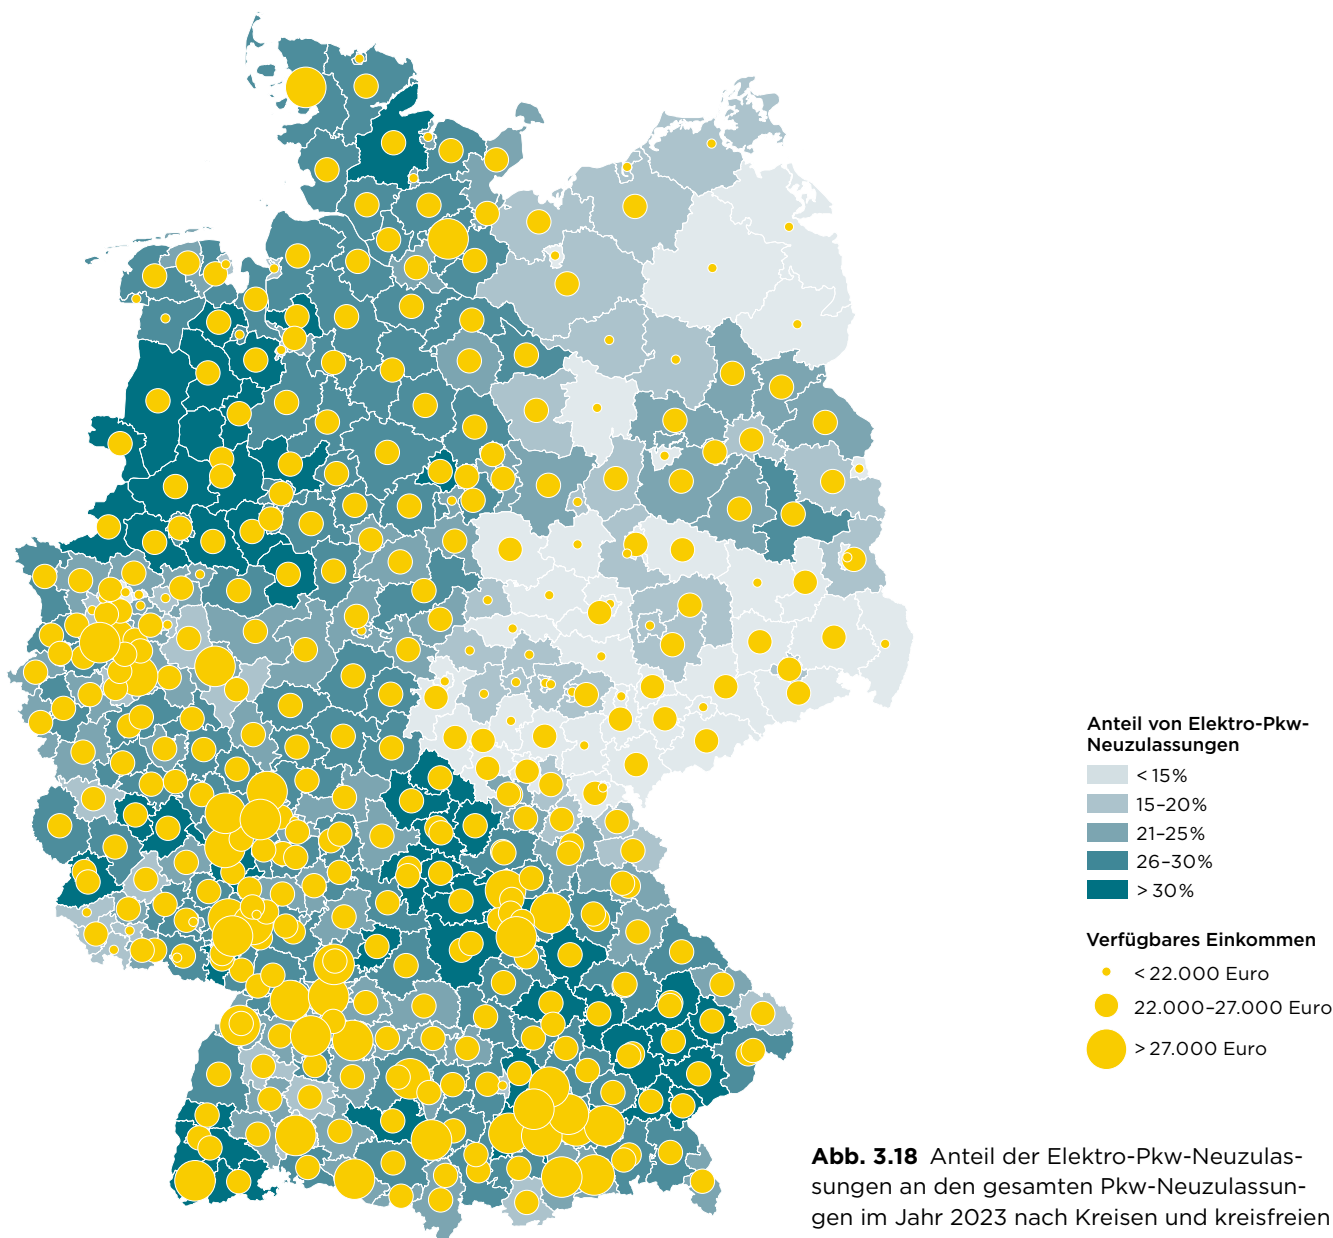 Anteil von Elektro-Pkw-
Neuzulassungen
< 15%
15–20%
21–25%
26–30%
> 30%
Verfügbares Einkommen
< 22.000 Euro
22.000–27.000 Euro
> 27.000 Euro
Abb. 3.18 Anteil der Elektro-Pkw-Neuzulas-
sungen an den gesamten Pkw-Neuzulassun-
gen im Jahr 2023 nach Kreisen und kreisfreien